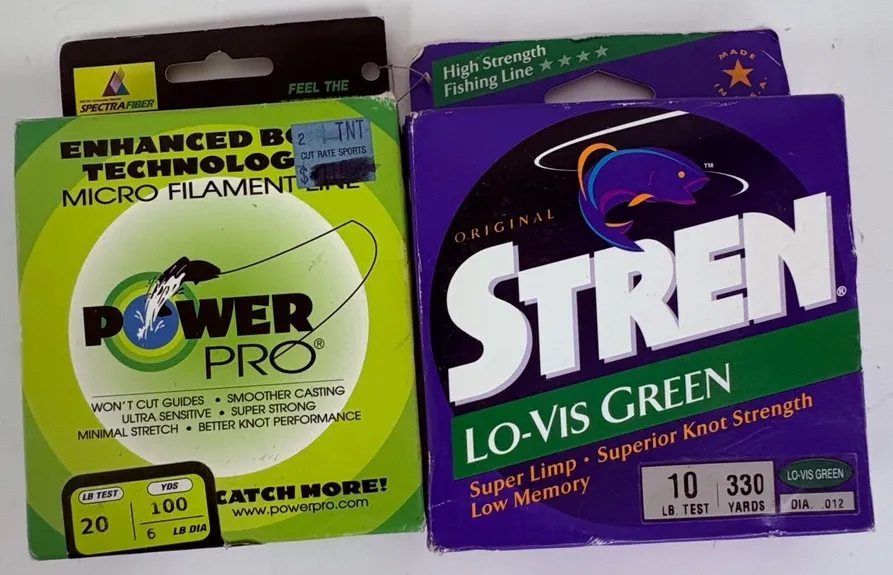 SPECTRAFIBER
FEEL THE
ENHANCED
TECHNOLOG
MICRO FILAMENT LINE
2 TNT
CUT RATE SPORTS
$
POWER
PRO®
WON'T CUT GUIDES • SMOOTHER CASTING
ULTRA SENSITIVE • SUPER STRONG
MINIMAL STRETCH • BETTER KNOT PERFORMANCE
CATCH MORE!
www.powerpro.com
LB TEST
20
YDS
100
6 LB DIA
High Strength
Fishing Line
MADE
IN
ORIGINAL
TM
STREN®
LO-VIS GREEN
Super Limp • Superior Knot Strength
Low Memory
10
LB. TEST
330
YARDS
LO-VIS GREEN
DIA. .012